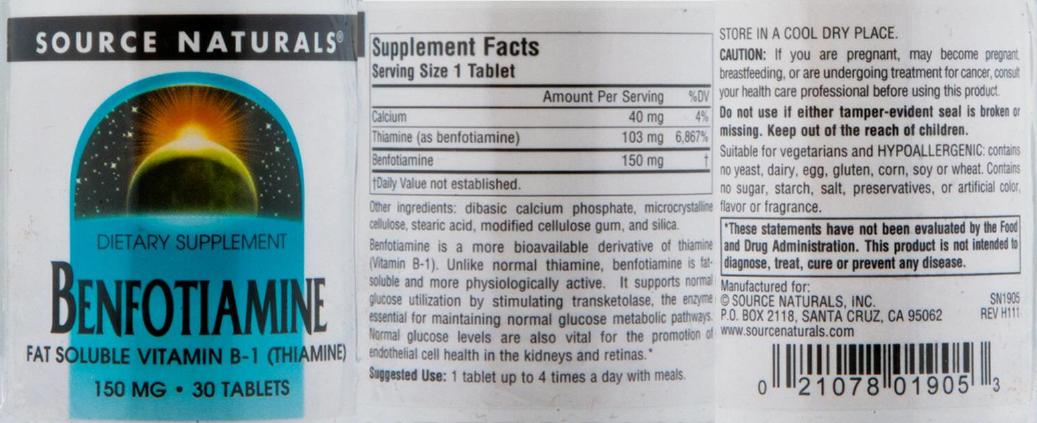 SOURCE NATURALS®
DIETARY SUPPLEMENT
BENFOTIAMINE
FAT SOLUBLE VITAMIN B-1 (THIAMINE)
150 MG • 30 TABLETS
Supplement Facts
Serving Size 1 Tablet
Amount Per Serving %DV
Calcium 40 mg 4%
Thiamine (as benfotiamine) 103 mg 6,867%
Benfotiamine 150 mg †
†Daily Value not established.
Other ingredients: dibasic calcium phosphate, microcrystalline
cellulose, stearic acid, modified cellulose gum, and silica.
Benfotiamine is a more bioavailable derivative of thiamine
(Vitamin B-1). Unlike normal thiamine, benfotiamine is fat-
soluble and more physiologically active. It supports normal
glucose utilization by stimulating transketolase, the enzyme
essential for maintaining normal glucose metabolic pathways.
Normal glucose levels are also vital for the promotion of
endothelial cell health in the kidneys and retinas.*
Suggested Use: 1 tablet up to 4 times a day with meals.
STORE IN A COOL DRY PLACE.
CAUTION: If you are pregnant, may become pregnant,
breastfeeding, or are undergoing treatment for cancer, consult
your health care professional before using this product.
Do not use if either tamper-evident seal is broken or
missing. Keep out of the reach of children.
Suitable for vegetarians and HYPOALLERGENIC: contains
no yeast, dairy, egg, gluten, corn, soy or wheat. Contains
no sugar, starch, salt, preservatives, or artificial color,
flavor or fragrance.
*These statements have not been evaluated by the Food
and Drug Administration. This product is not intended to
diagnose, treat, cure or prevent any disease.
Manufactured for:
© SOURCE NATURALS, INC. SN1905
P.O. BOX 2118, SANTA CRUZ, CA 95062 REV H111
www.sourcenaturals.com
0 21078 01905 3